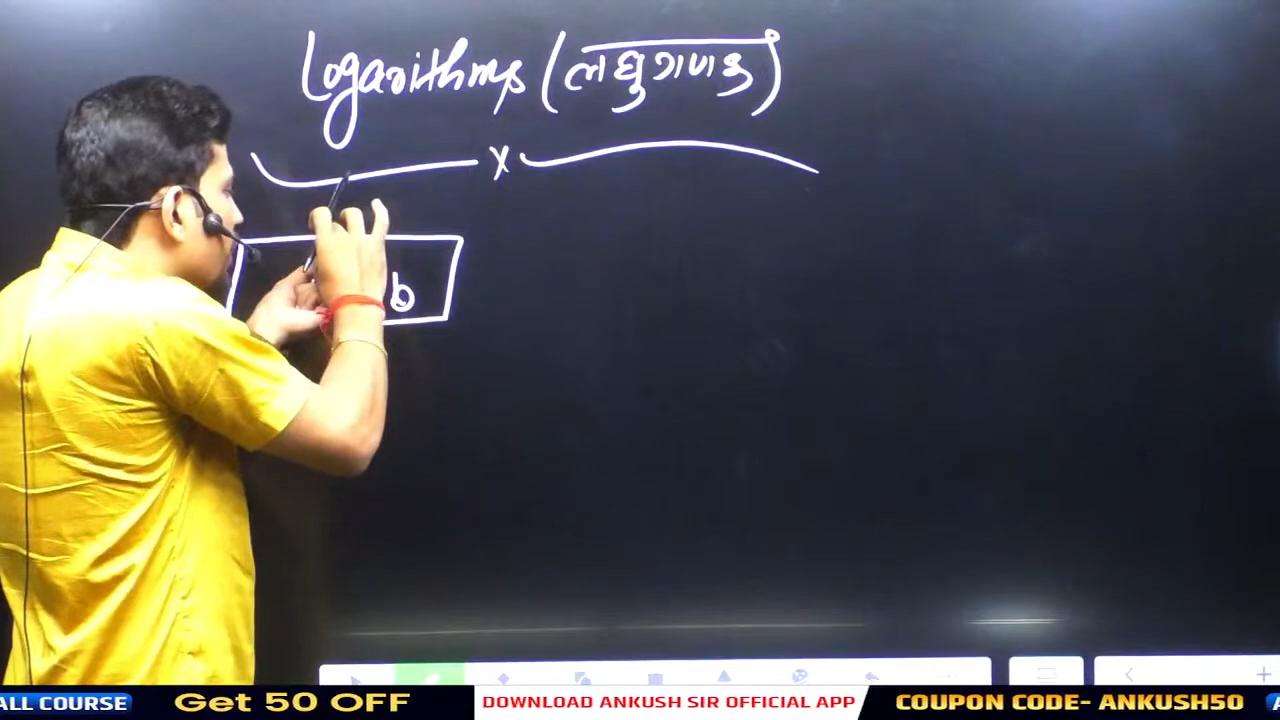 Logarithms (लघुगणक)
x
b
ALL COURSE Get 50 OFF DOWNLOAD ANKUSH SIR OFFICIAL APP COUPON CODE- ANKUSH50